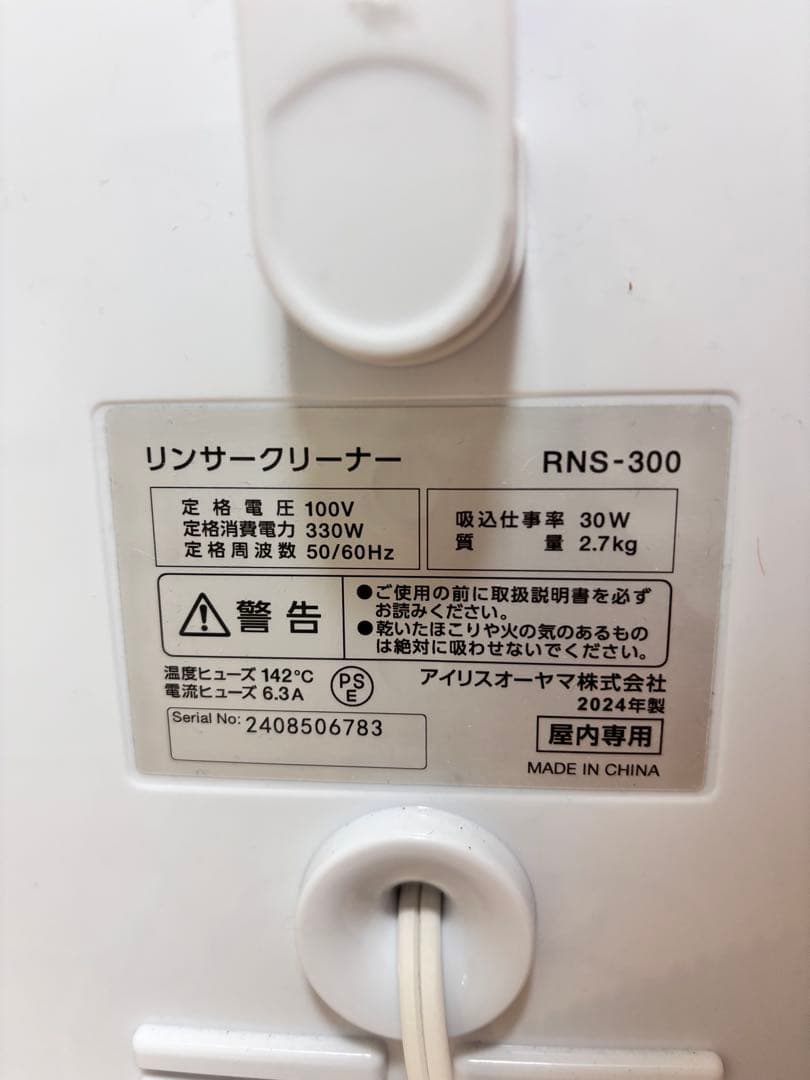 リンサークリーナー RNS-300
定格電圧 100V
定格消費電力 330W
定格周波数 50/60Hz
吸込仕事率 30W
質量 2.7kg
警告
●ご使用の前に取扱説明書を必ず
お読みください。
●乾いたほこりや火の気のあるもの
は絶対に吸わせないでください。
温度ヒューズ 142℃
電流ヒューズ 6.3A
PS
E
アイリスオーヤマ株式会社
2024年製
Serial No: 2408506783
屋内専用
MADE IN CHINA